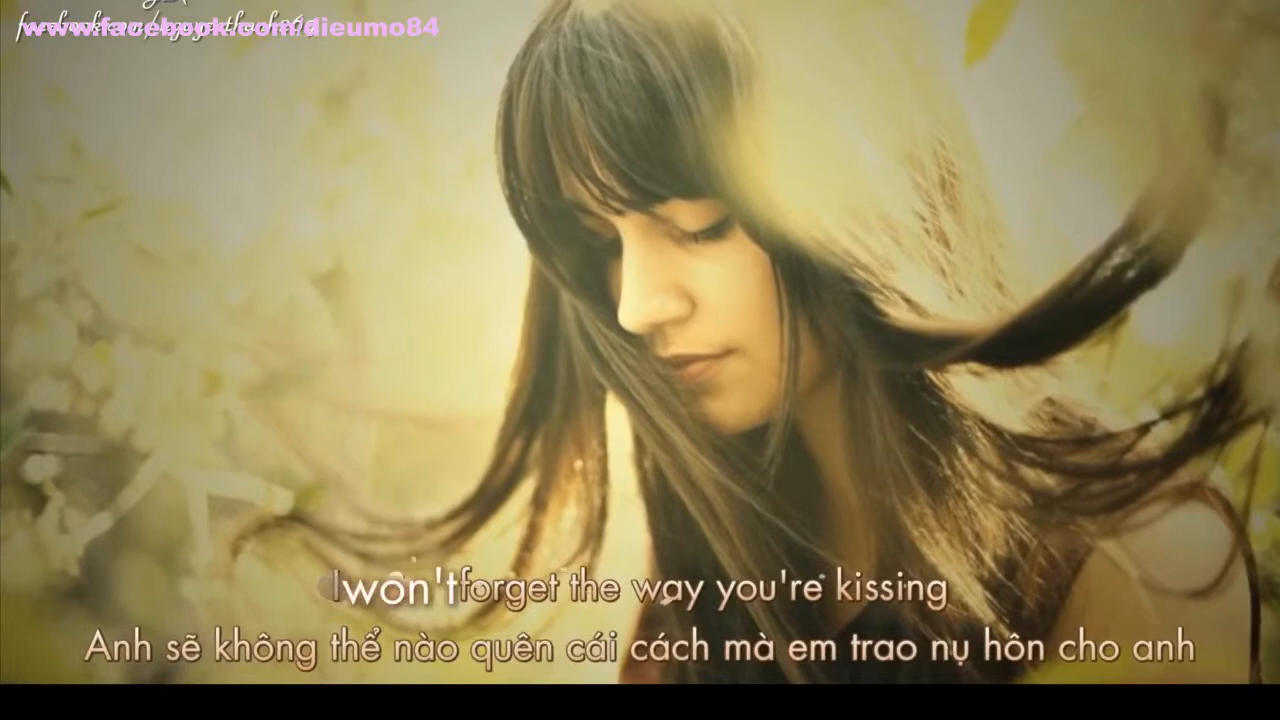 www.facebook.com/dieumo84
I won't forget the way you're kissing
Anh sẽ không thể nào quên cái cách mà em trao nụ hôn cho anh